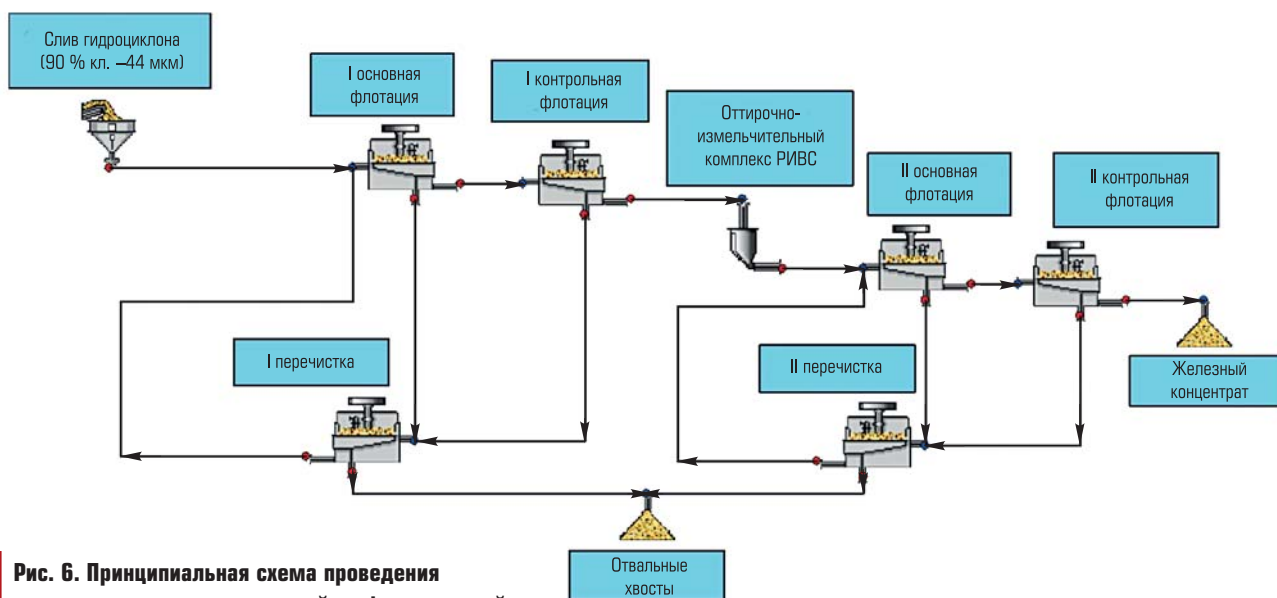 Слив гидроциклона
(90 % кл. –44 мкм)
I основная
флотация
I контрольная
флотация
Оттирочно-
измельчительный
комплекс РИВС
II основная
флотация
II контрольная
флотация
I перечистка
II перечистка
Железный
концентрат
Отвальные
хвосты
Рис. 6. Принципиальная схема проведения